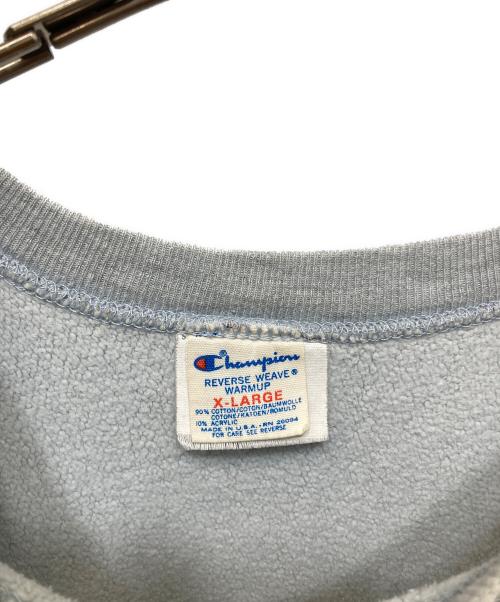 Champion
REVERSE WEAVE®
WARMUP
X-LARGE
90% COTTON/COTON/BAUMWOLLE
COTONE/KATOEN/ROMULD
10% ACRYLIC
MADE IN U.S.A., RN 26094
FOR CARE SEE REVERSE